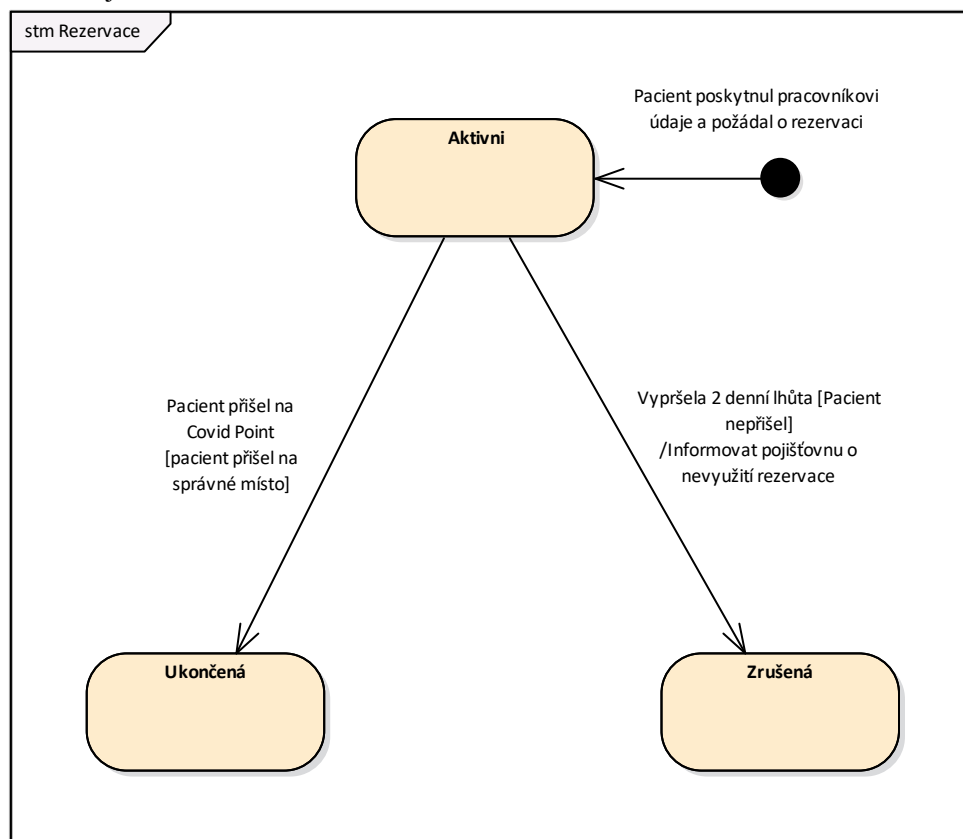 stm Rezervace
Pacient poskytnul pracovníkovi
údaje a požádal o rezervaci
Aktivni
Pacient přišel na
Covid Point
[pacient přišel na
správné místo]
Vypršela 2 denní lhůta [Pacient
nepřišel]
/Informovat pojišťovnu o
nevyužití rezervace
Ukončená
Zrušená